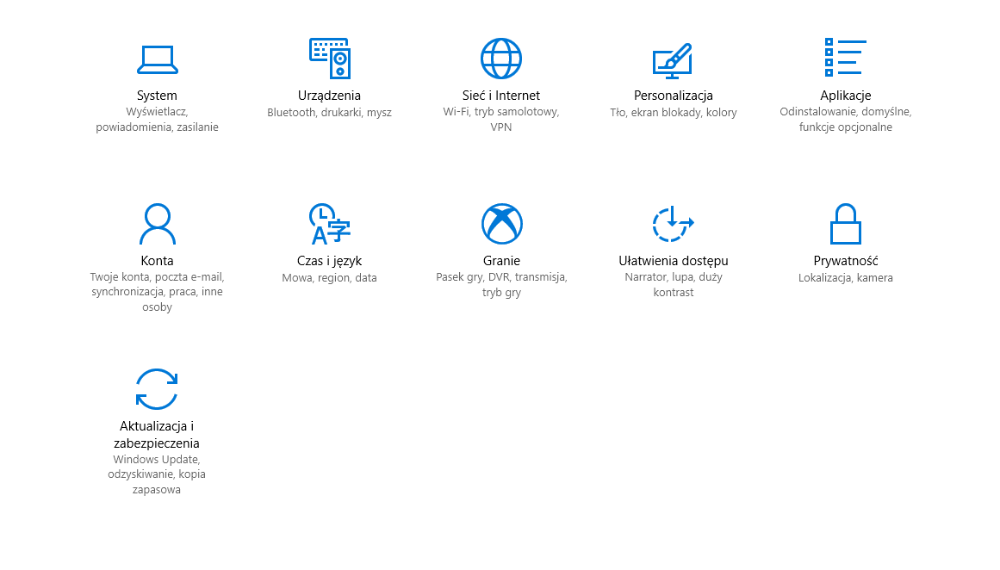 System
Wyświetlacz,
powiadomienia, zasilanie
Urządzenia
Bluetooth, drukarki, mysz
Sieć i Internet
Wi-Fi, tryb samolotowy,
VPN
Personalizacja
Tło, ekran blokady, kolory
Aplikacje
Odinstalowanie, domyślne,
funkcje opcjonalne
Konta
Twoje konta, poczta e-mail,
synchronizacja, praca, inne
osoby
A字
Czas i język
Mowa, region, data
Granie
Pasek gry, DVR, transmisja,
tryb gry
Ułatwienia dostępu
Narrator, lupa, duży
kontrast
Prywatność
Lokalizacja, kamera
Aktualizacja i
zabezpieczenia
Windows Update,
odzyskiwanie, kopia
zapasowa